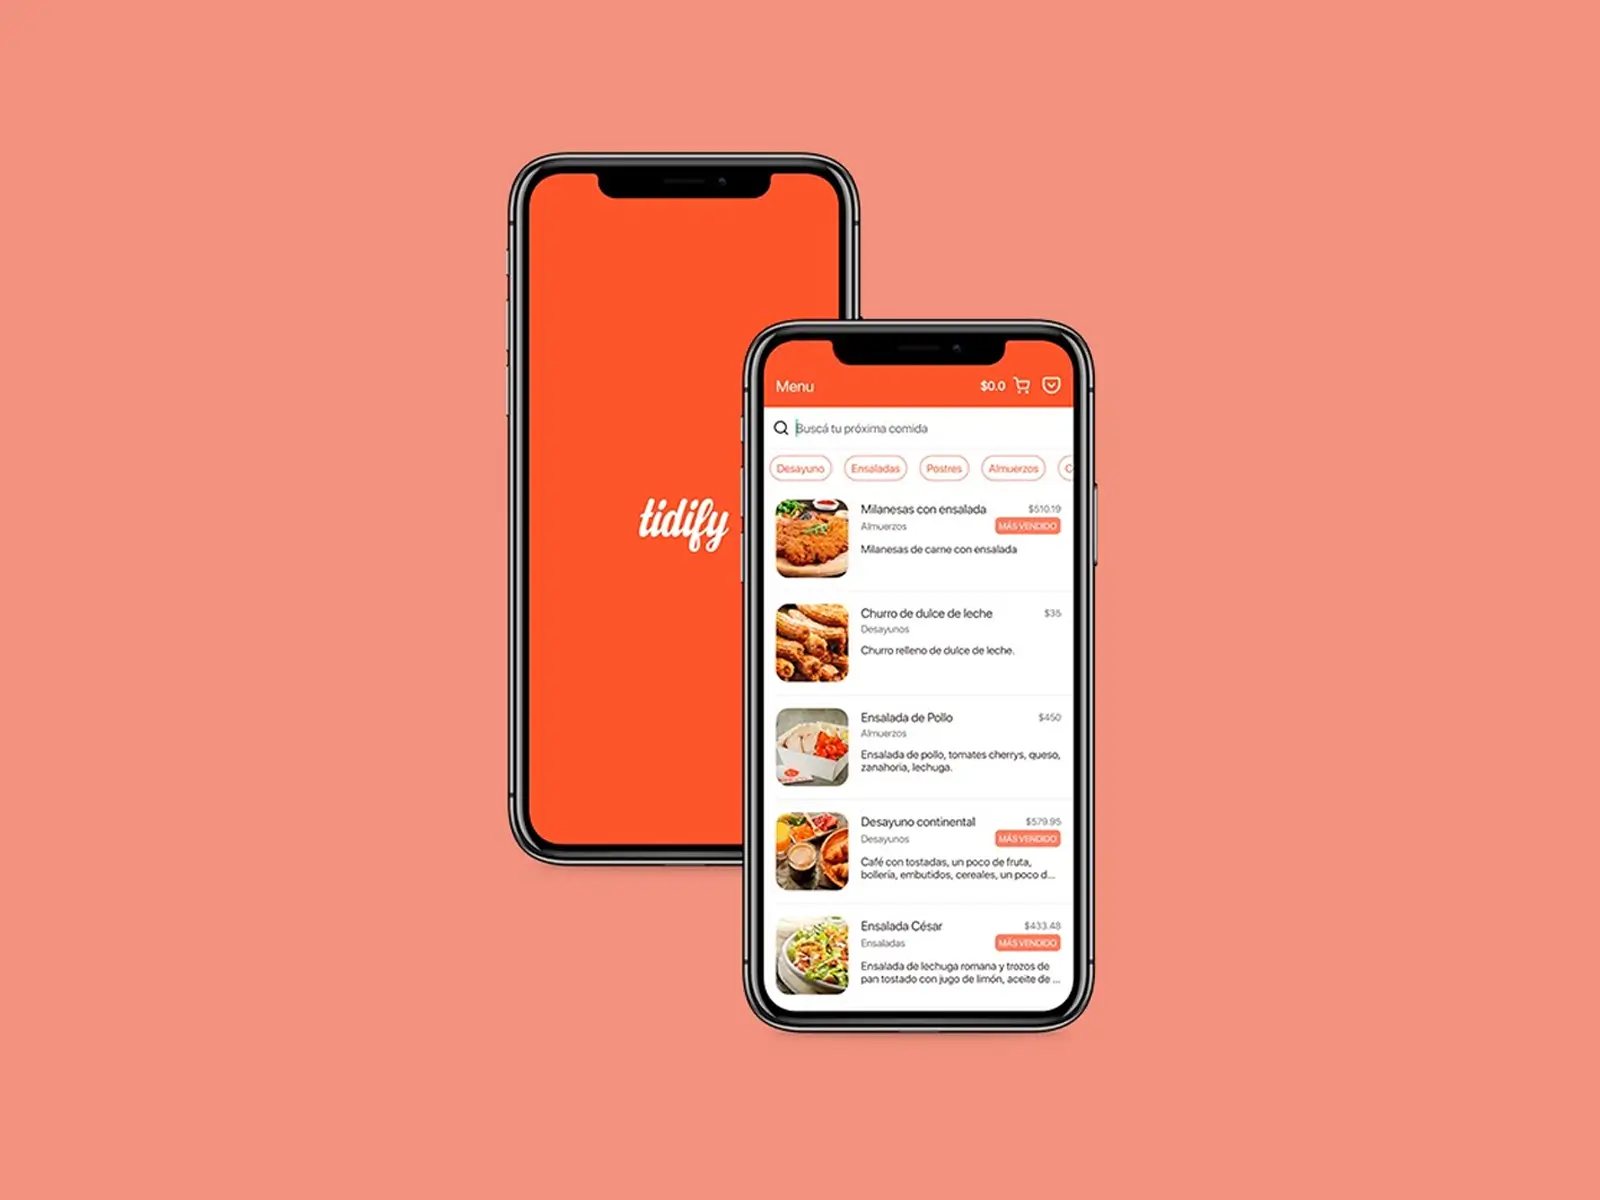 tidify
Menu
$0.0
Buscá tu próxima comida
Desayuno
Ensaladas
Postres
Almuerzos
C
Milanesas con ensalada
$510.19
Almuerzos
MÁS VENDIDO
Milanesas de carne con ensalada
Churro de dulce de leche
$35
Desayunos
Churro relleno de dulce de leche.
Ensalada de Pollo
$450
Almuerzos
Ensalada de pollo, tomates cherrys, queso,
zanahoria, lechuga.
Desayuno continental
$579.95
Desayunos
MÁS VENDIDO
Café con tostadas, un poco de fruta,
bollería, embutidos, cereales, un poco d...
Ensalada César
$433.48
Ensaladas
MÁS VENDIDO
Ensalada de lechuga romana y trozos de
pan tostado con jugo de limón, aceite de ...